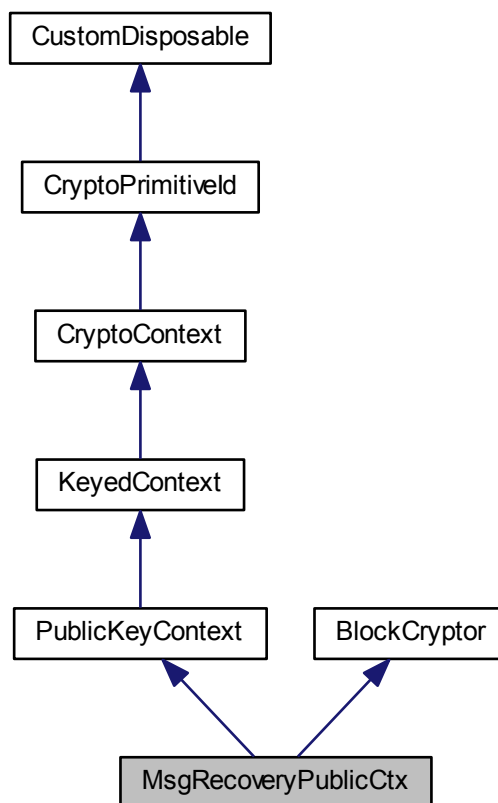 CustomDisposable
CryptoPrimitiveId
CryptoContext
KeyedContext
PublicKeyContext
BlockCryptor
MsgRecoveryPublicCtx